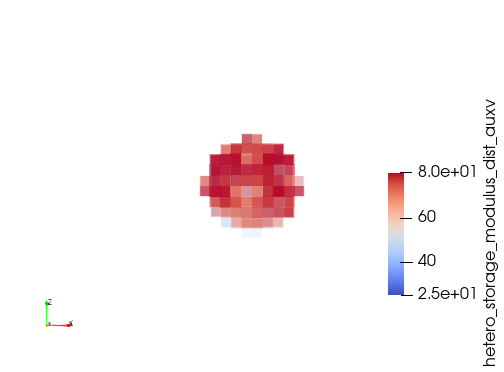 8.0e+01
60
40
2.5e+01
hetero_storage_modulus_dist_auxv
Z
Y
X